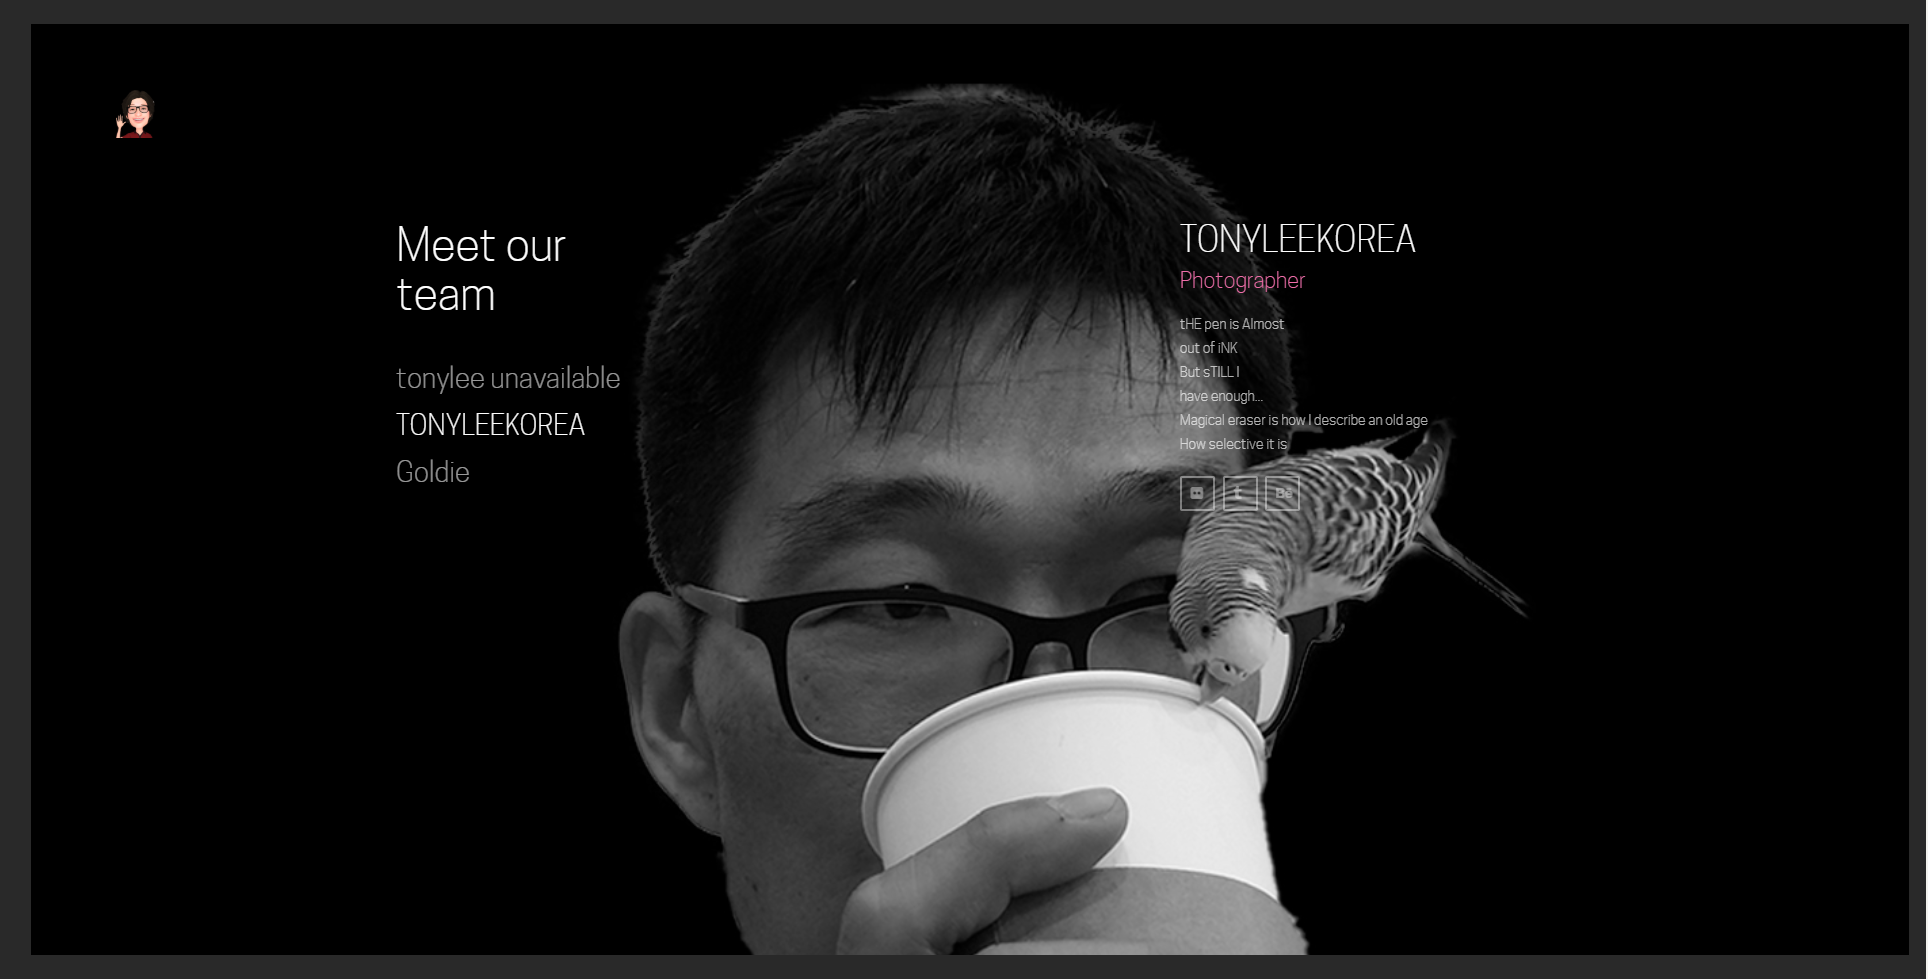 Meet our
team
tonylee unavailable
TONYLEEKOREA
Goldie
TONYLEEKOREA
Photographer
tHE pen is Almost
out of iNK
But sTILL I
have enough...
Magical eraser is how I describe an old age
How selective it is
t
Bē